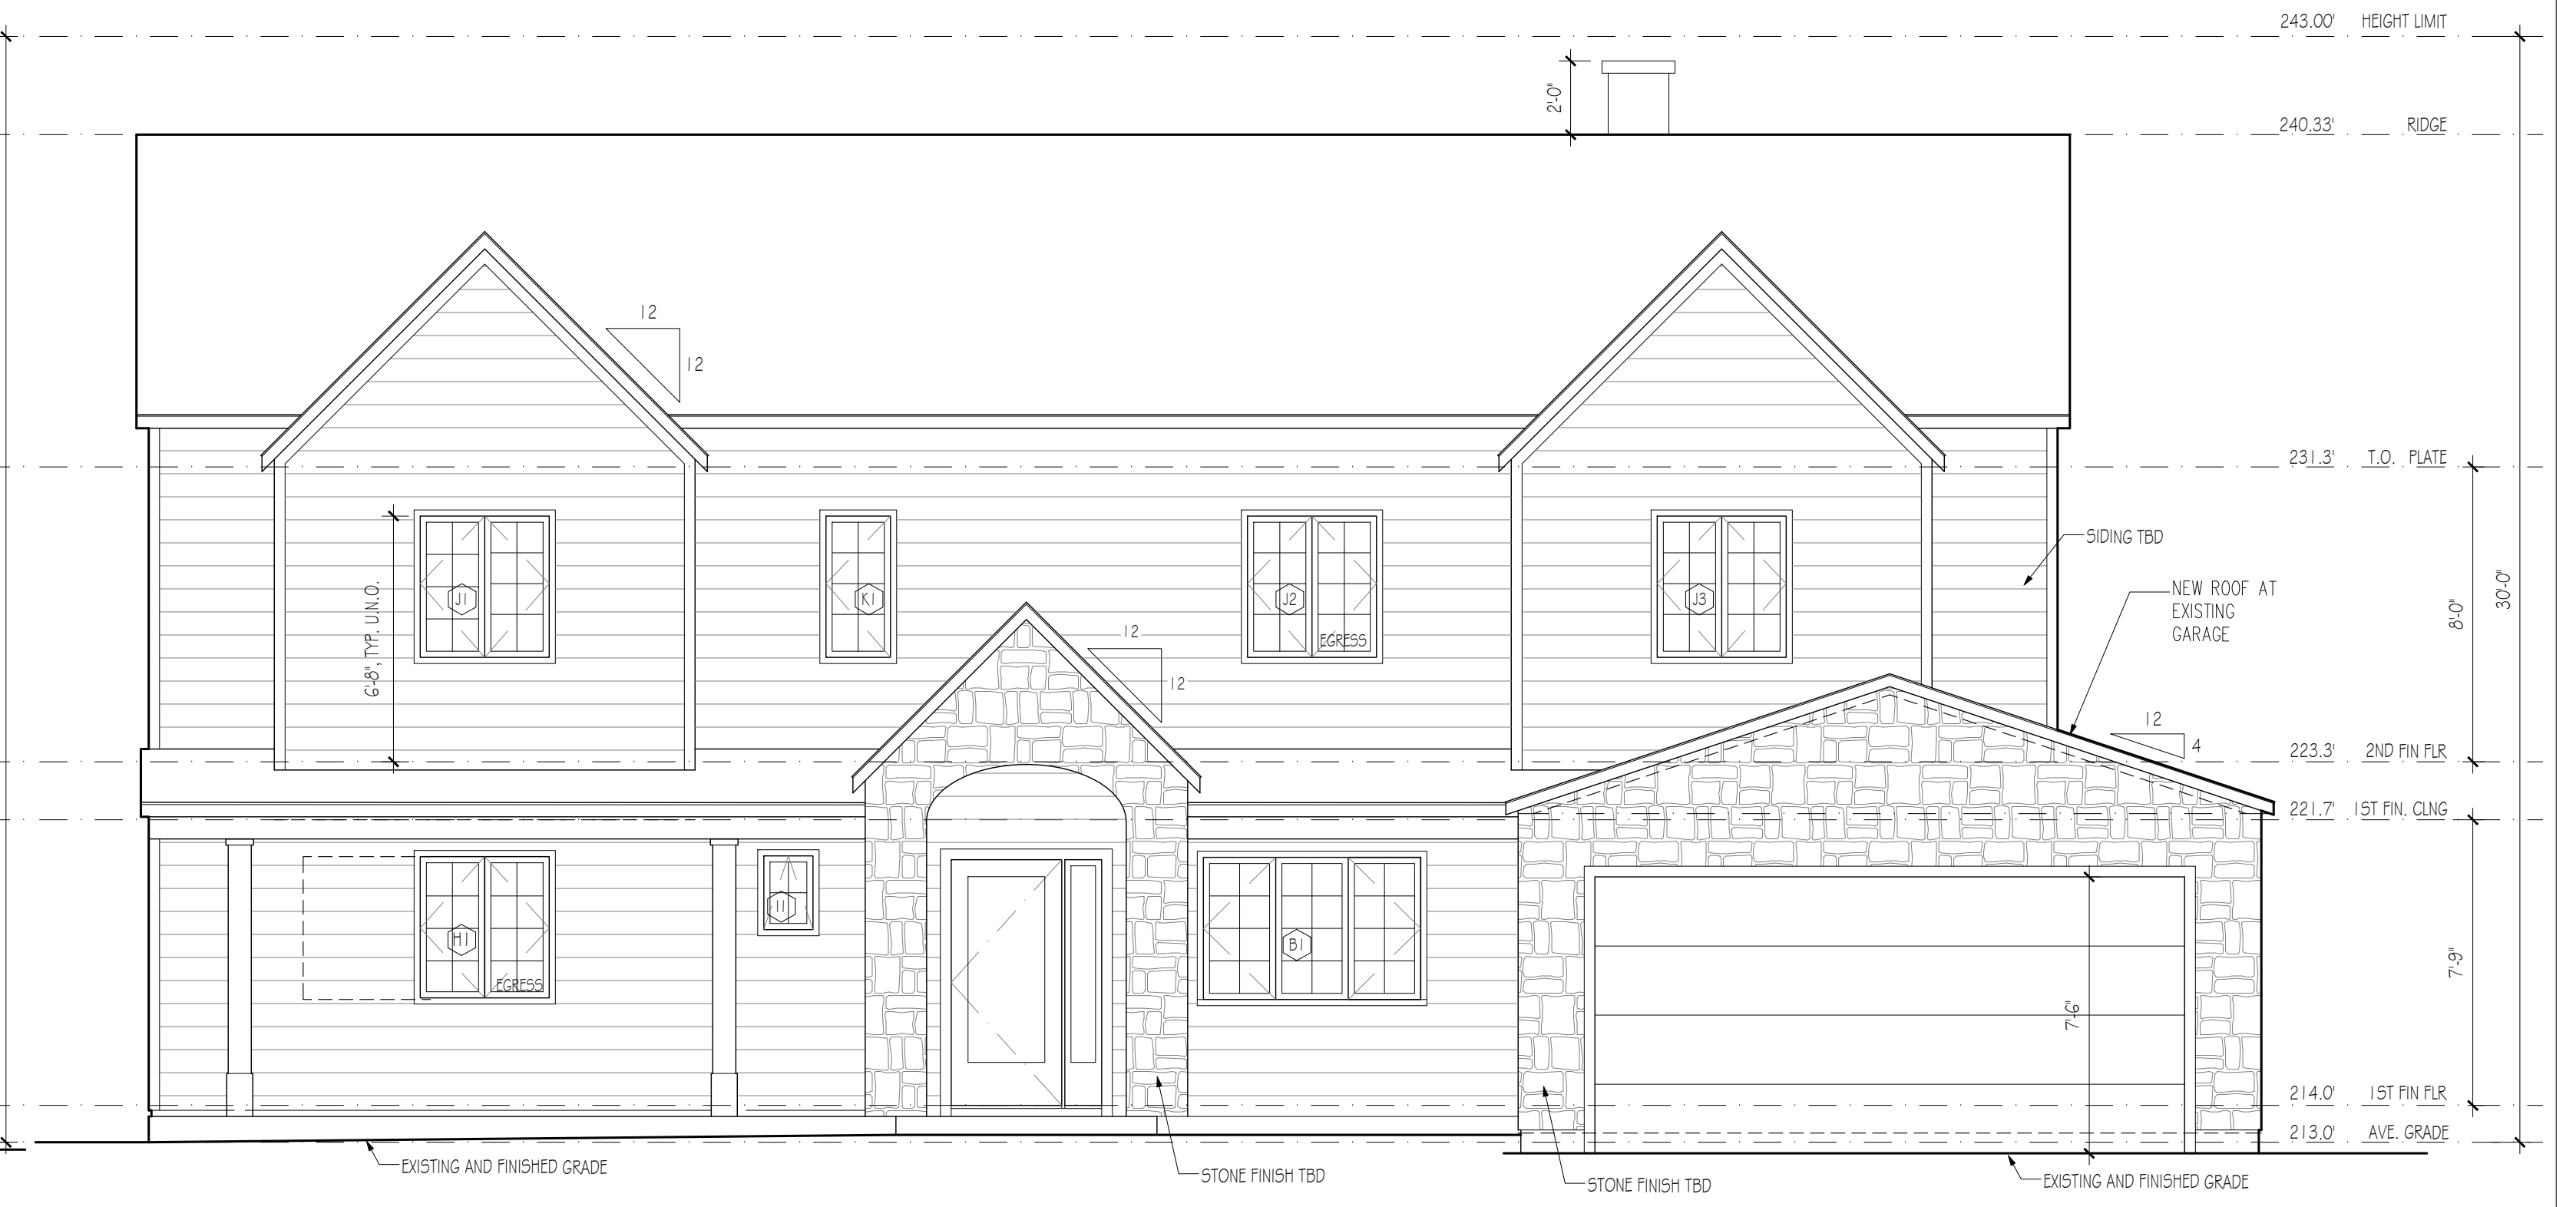 243.00' HEIGHT LIMIT
2'-0"
240.33' RIDGE
12
12
231.3' T.O. PLATE
SIDING TBD
NEW ROOF AT
EXISTING
GARAGE
6'-8", TYP. U.N.O.
J1
K1
J2
EGRESS
J3
8'-0"
30'-0"
12
12
12
4
223.3' 2ND FIN FLR
221.7' 1ST FIN. CLNG
H1
EGRESS
I1
B1
7'-6"
7'-9"
214.0' 1ST FIN FLR
213.0' AVE. GRADE
EXISTING AND FINISHED GRADE
STONE FINISH TBD
STONE FINISH TBD
EXISTING AND FINISHED GRADE